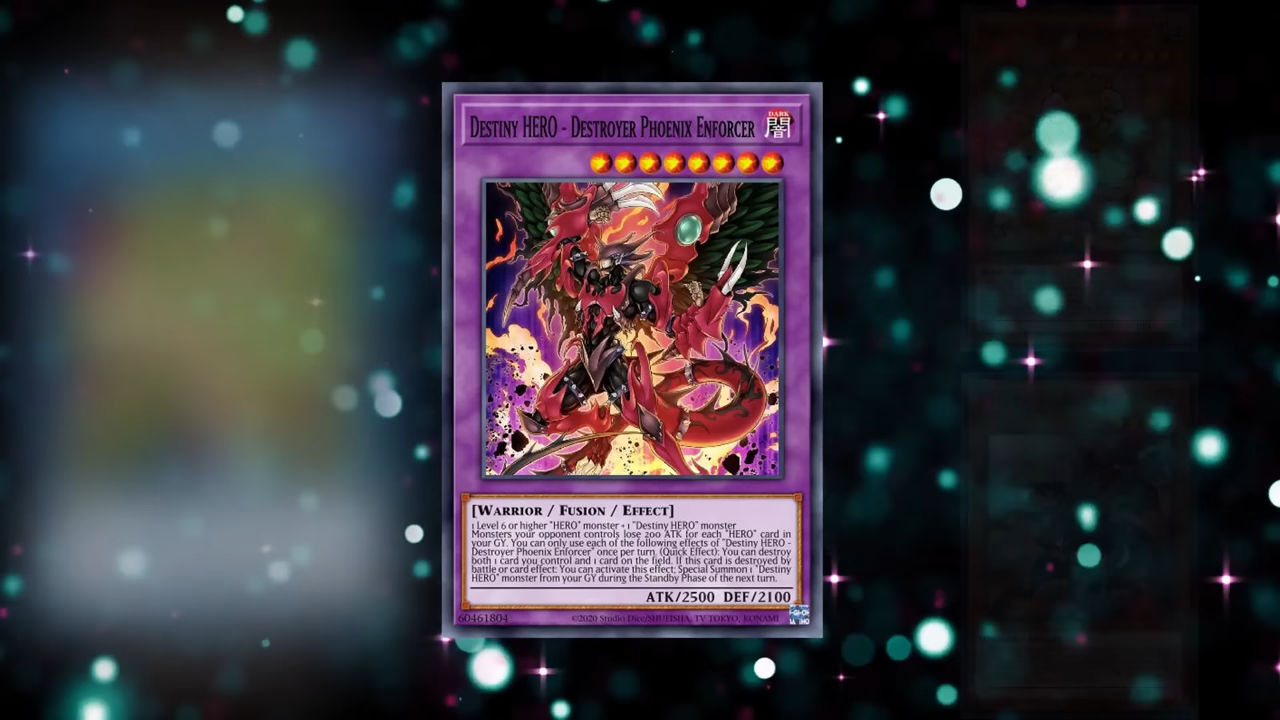 Destiny HERO - Destroyer Phoenix Enforcer
DARK
闇
[Warrior / Fusion / Effect]
1 Level 6 or higher "HERO" monster + 1 "Destiny HERO" monster
Monsters your opponent controls lose 200 ATK for each "HERO" card in
your GY. You can only use each of the following effects of "Destiny HERO -
Destroyer Phoenix Enforcer" once per turn. (Quick Effect): You can destroy
both 1 card you control and 1 card on the field. If this card is destroyed by
battle or card effect: You can activate this effect; Special Summon 1 "Destiny
HERO" monster from your GY during the Standby Phase of the next turn.
ATK/2500 DEF/2100
60461804 ©2020 Studio Dice/SHUEISHA, TV TOKYO, KONAMI